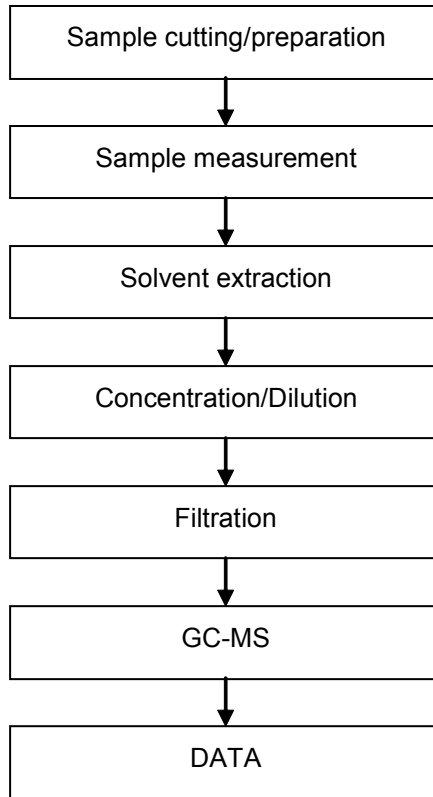 Sample cutting/preparation
Sample measurement
Solvent extraction
Concentration/Dilution
Filtration
GC-MS
DATA